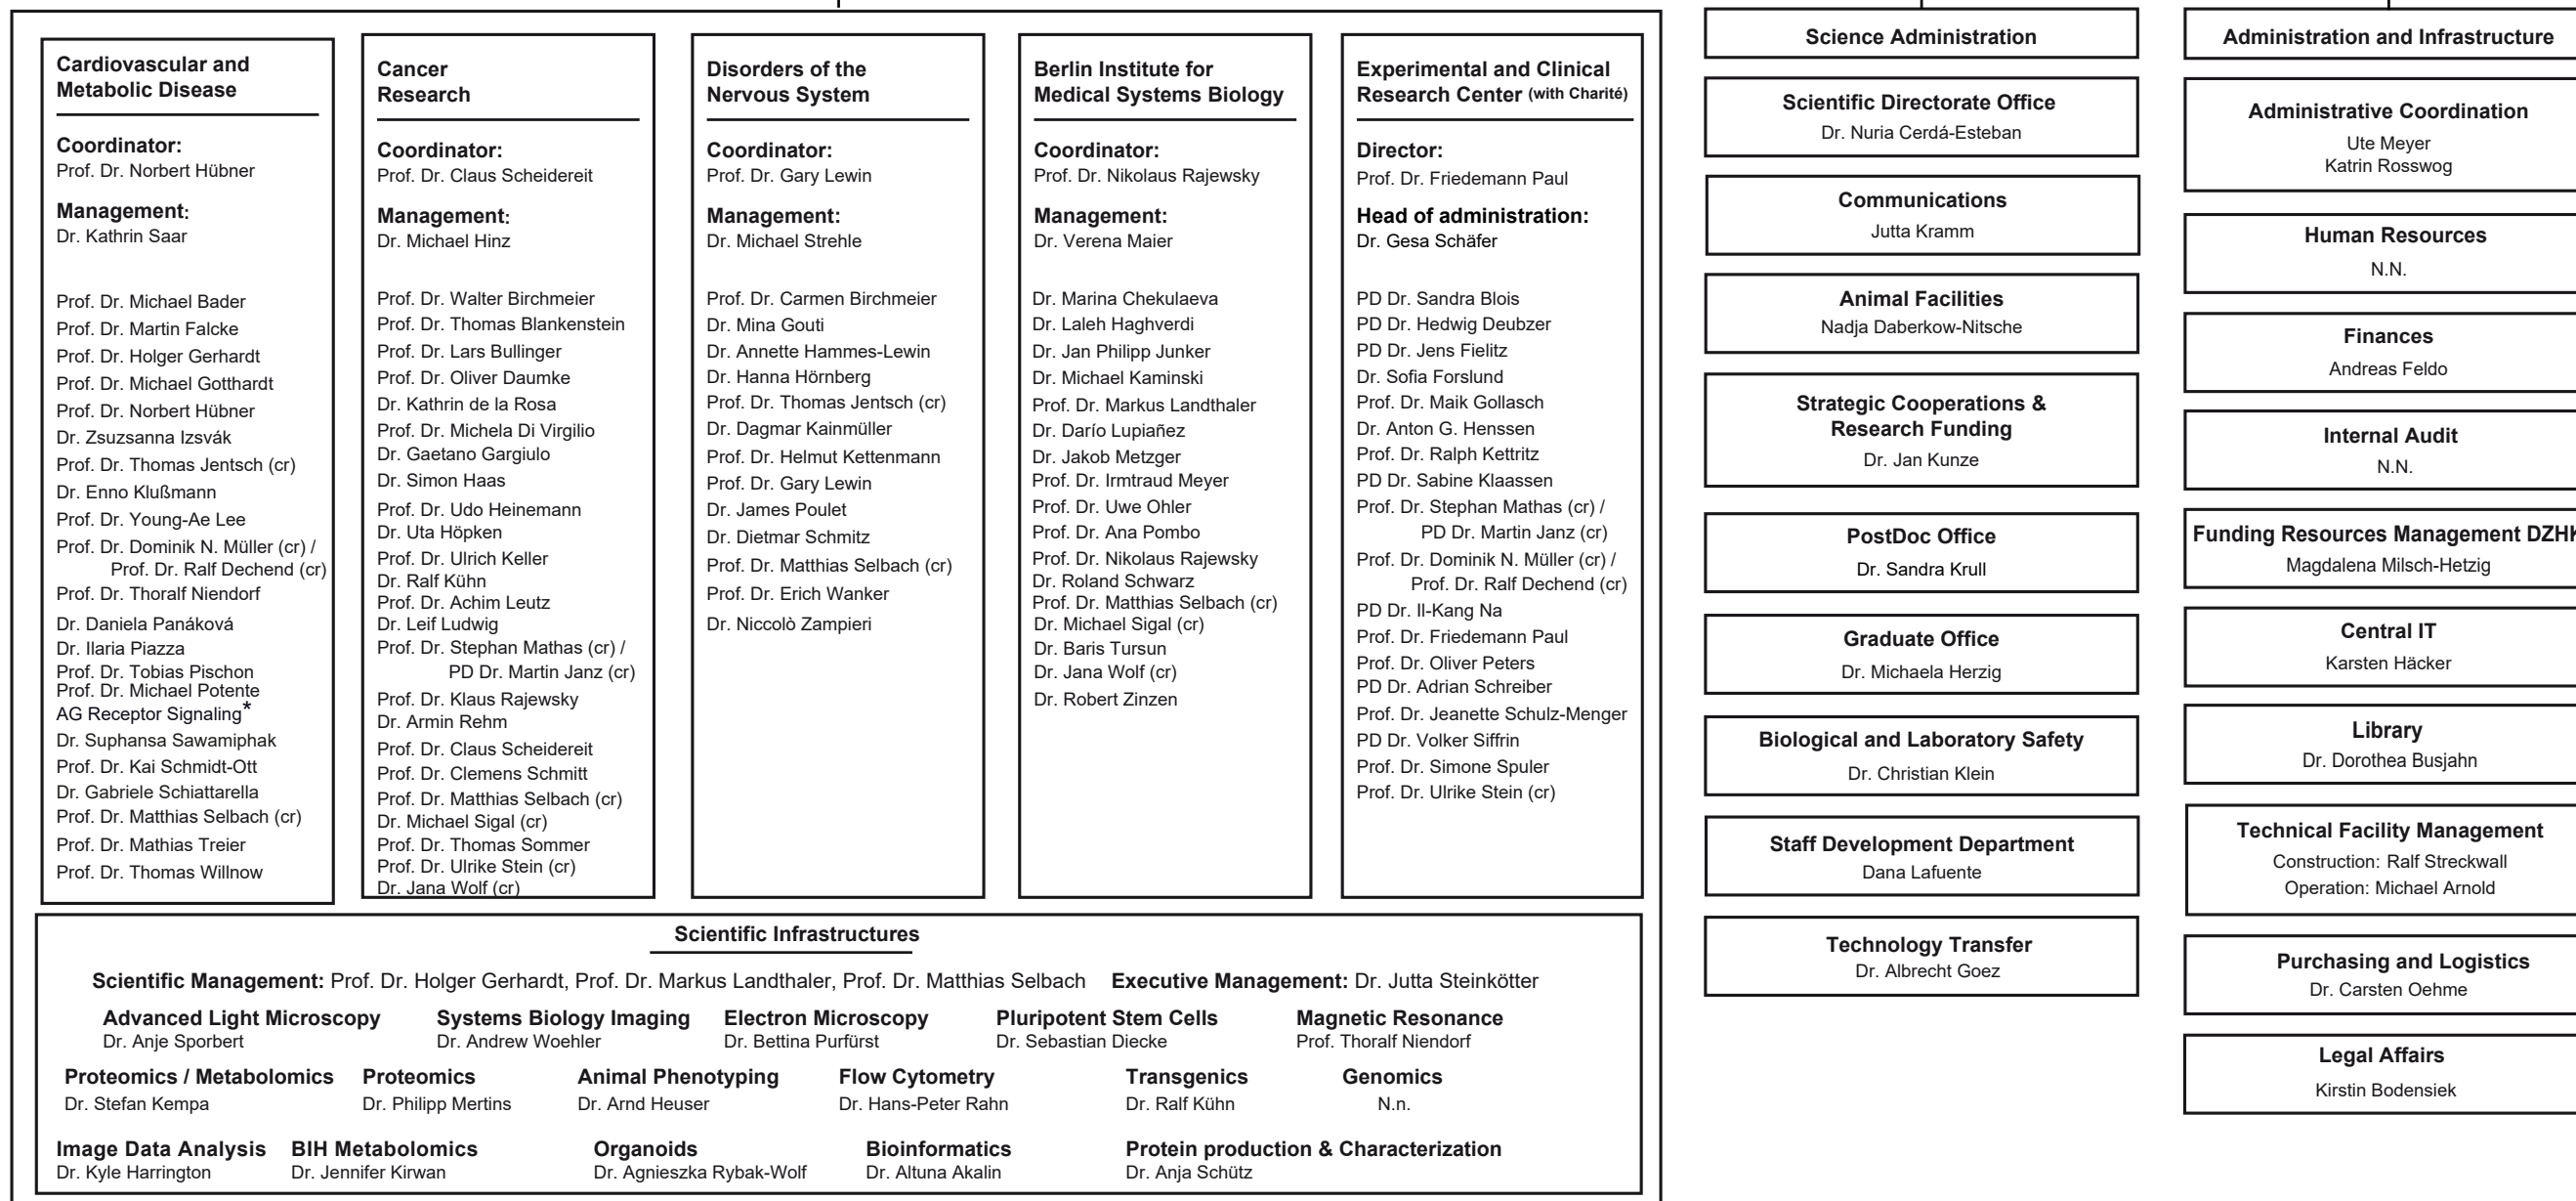 Cardiovascular and
Metabolic Disease
Coordinator:
Prof. Dr. Norbert Hübner
Management:
Dr. Kathrin Saar
Prof. Dr. Michael Bader
Prof. Dr. Martin Falcke
Prof. Dr. Holger Gerhardt
Prof. Dr. Michael Gotthardt
Prof. Dr. Norbert Hübner
Dr. Zsuzsanna Izsvák
Prof. Dr. Thomas Jentsch (cr)
Dr. Enno Klußmann
Prof. Dr. Young-Ae Lee
Prof. Dr. Dominik N. Müller (cr) /
Prof. Dr. Ralf Dechend (cr)
Prof. Dr. Thoralf Niendorf
Dr. Daniela Panáková
Dr. Ilaria Piazza
Prof. Dr. Tobias Pischon
Prof. Dr. Michael Potente
AG Receptor Signaling*
Dr. Suphansa Sawamiphak
Prof. Dr. Kai Schmidt-Ott
Dr. Gabriele Schiattarella
Prof. Dr. Matthias Selbach (cr)
Prof. Dr. Mathias Treier
Prof. Dr. Thomas Willnow
Cancer
Research
Coordinator:
Prof. Dr. Claus Scheidereit
Management:
Dr. Michael Hinz
Prof. Dr. Walter Birchmeier
Prof. Dr. Thomas Blankenstein
Prof. Dr. Lars Bullinger
Prof. Dr. Oliver Daumke
Dr. Kathrin de la Rosa
Prof. Dr. Michela Di Virgilio
Dr. Gaetano Gargiulo
Dr. Simon Haas
Prof. Dr. Udo Heinemann
Dr. Uta Höpken
Prof. Dr. Ulrich Keller
Dr. Ralf Kühn
Prof. Dr. Achim Leutz
Dr. Leif Ludwig
Prof. Dr. Stephan Mathas (cr) /
PD Dr. Martin Janz (cr)
Prof. Dr. Klaus Rajewsky
Dr. Armin Rehm
Prof. Dr. Claus Scheidereit
Prof. Dr. Clemens Schmitt
Prof. Dr. Matthias Selbach (cr)
Dr. Michael Sigal (cr)
Prof. Dr. Thomas Sommer
Prof. Dr. Ulrike Stein (cr)
Dr. Jana Wolf (cr)
Disorders of the
Nervous System
Coordinator:
Prof. Dr. Gary Lewin
Management:
Dr. Michael Strehle
Prof. Dr. Carmen Birchmeier
Dr. Mina Gouti
Dr. Annette Hammes-Lewin
Dr. Hanna Hörnberg
Prof. Dr. Thomas Jentsch (cr)
Dr. Dagmar Kainmüller
Prof. Dr. Helmut Kettenmann
Prof. Dr. Gary Lewin
Dr. James Poulet
Dr. Dietmar Schmitz
Prof. Dr. Matthias Selbach (cr)
Prof. Dr. Erich Wanker
Dr. Niccolò Zampieri
Berlin Institute for
Medical Systems Biology
Coordinator:
Prof. Dr. Nikolaus Rajewsky
Management:
Dr. Verena Maier
Dr. Marina Chekulaeva
Dr. Laleh Haghverdi
Dr. Jan Philipp Junker
Dr. Michael Kaminski
Prof. Dr. Markus Landthaler
Dr. Darío Lupiañez
Dr. Jakob Metzger
Prof. Dr. Irmtraud Meyer
Prof. Dr. Uwe Ohler
Prof. Dr. Ana Pombo
Prof. Dr. Nikolaus Rajewsky
Dr. Roland Schwarz
Prof. Dr. Matthias Selbach (cr)
Dr. Michael Sigal (cr)
Dr. Baris Tursun
Dr. Jana Wolf (cr)
Dr. Robert Zinzen
Experimental and Clinical
Research Center (with Charité)
Director:
Prof. Dr. Friedemann Paul
Head of administration:
Dr. Gesa Schäfer
PD Dr. Sandra Blois
PD Dr. Hedwig Deubzer
PD Dr. Jens Fielitz
Dr. Sofia Forslund
Prof. Dr. Maik Gollasch
Dr. Anton G. Henssen
Prof. Dr. Ralph Kettritz
PD Dr. Sabine Klaassen
Prof. Dr. Stephan Mathas (cr) /
PD Dr. Martin Janz (cr)
Prof. Dr. Dominik N. Müller (cr) /
Prof. Dr. Ralf Dechend (cr)
PD Dr. Il-Kang Na
Prof. Dr. Friedemann Paul
Prof. Dr. Oliver Peters
PD Dr. Adrian Schreiber
Prof. Dr. Jeanette Schulz-Menger
PD Dr. Volker Siffrin
Prof. Dr. Simone Spuler
Prof. Dr. Ulrike Stein (cr)
Scientific Infrastructures
Scientific Management: Prof. Dr. Holger Gerhardt, Prof. Dr. Markus Landthaler, Prof. Dr. Matthias Selbach Executive Management: Dr. Jutta Steinkötter
Advanced Light Microscopy Systems Biology Imaging Electron Microscopy Pluripotent Stem Cells Magnetic Resonance
Dr. Anje Sporbert Dr. Andrew Woehler Dr. Bettina Purfürst Dr. Sebastian Diecke Prof. Thoralf Niendorf
Proteomics / Metabolomics Proteomics Animal Phenotyping Flow Cytometry Transgenics Genomics
Dr. Stefan Kempa Dr. Philipp Mertins Dr. Arnd Heuser Dr. Hans-Peter Rahn Dr. Ralf Kühn N.n.
Image Data Analysis BIH Metabolomics Organoids Bioinformatics Protein production & Characterization
Dr. Kyle Harrington Dr. Jennifer Kirwan Dr. Agnieszka Rybak-Wolf Dr. Altuna Akalin Dr. Anja Schütz
Science Administration
Scientific Directorate Office
Dr. Nuria Cerdá-Esteban
Communications
Jutta Kramm
Animal Facilities
Nadja Daberkow-Nitsche
Strategic Cooperations &
Research Funding
Dr. Jan Kunze
PostDoc Office
Dr. Sandra Krull
Graduate Office
Dr. Michaela Herzig
Biological and Laboratory Safety
Dr. Christian Klein
Staff Development Department
Dana Lafuente
Technology Transfer
Dr. Albrecht Goez
Administration and Infrastructure
Administrative Coordination
Ute Meyer
Katrin Rosswog
Human Resources
N.N.
Finances
Andreas Feldo
Internal Audit
N.N.
Funding Resources Management DZHK
Magdalena Milsch-Hetzig
Central IT
Karsten Häcker
Library
Dr. Dorothea Busjahn
Technical Facility Management
Construction: Ralf Streckwall
Operation: Michael Arnold
Purchasing and Logistics
Dr. Carsten Oehme
Legal Affairs
Kirstin Bodensiek